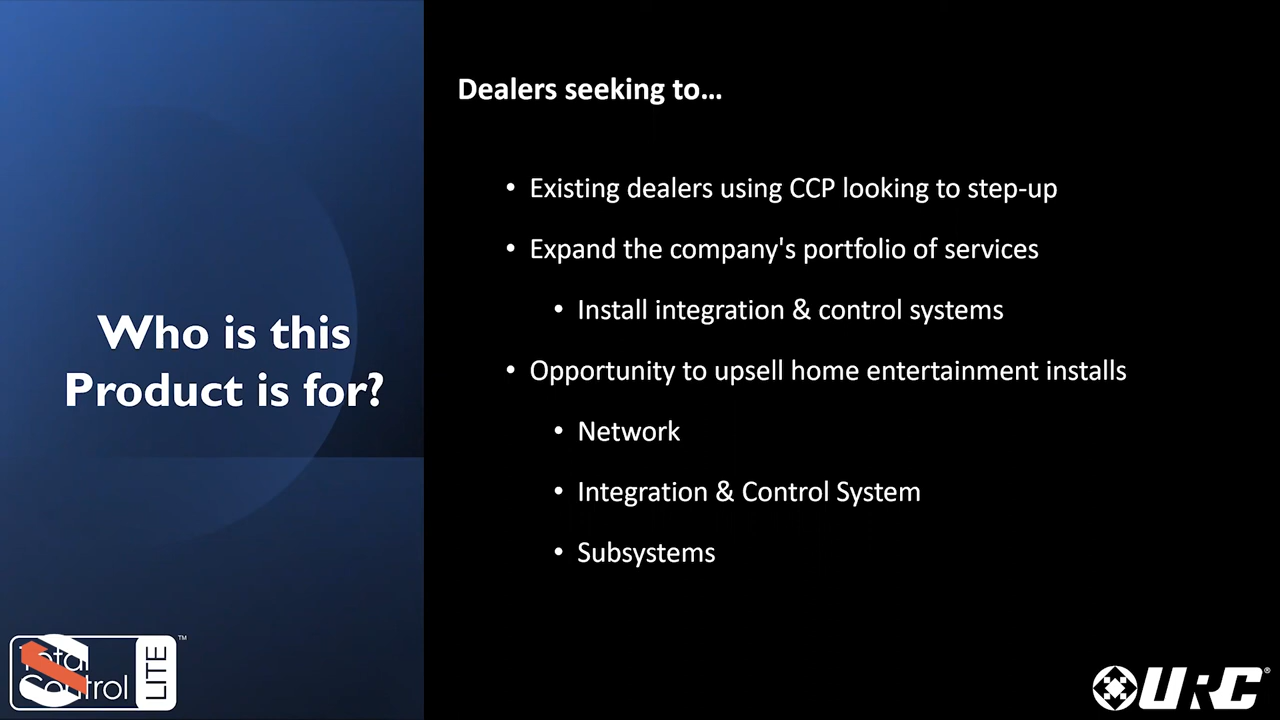 Dealers seeking to…
• Existing dealers using CCP looking to step-up
• Expand the company's portfolio of services
• Install integration & control systems
Who is this
Product is for?
• Opportunity to upsell home entertainment installs
• Network
• Integration & Control System
• Subsystems
Total
Control
LITE
™
URC®